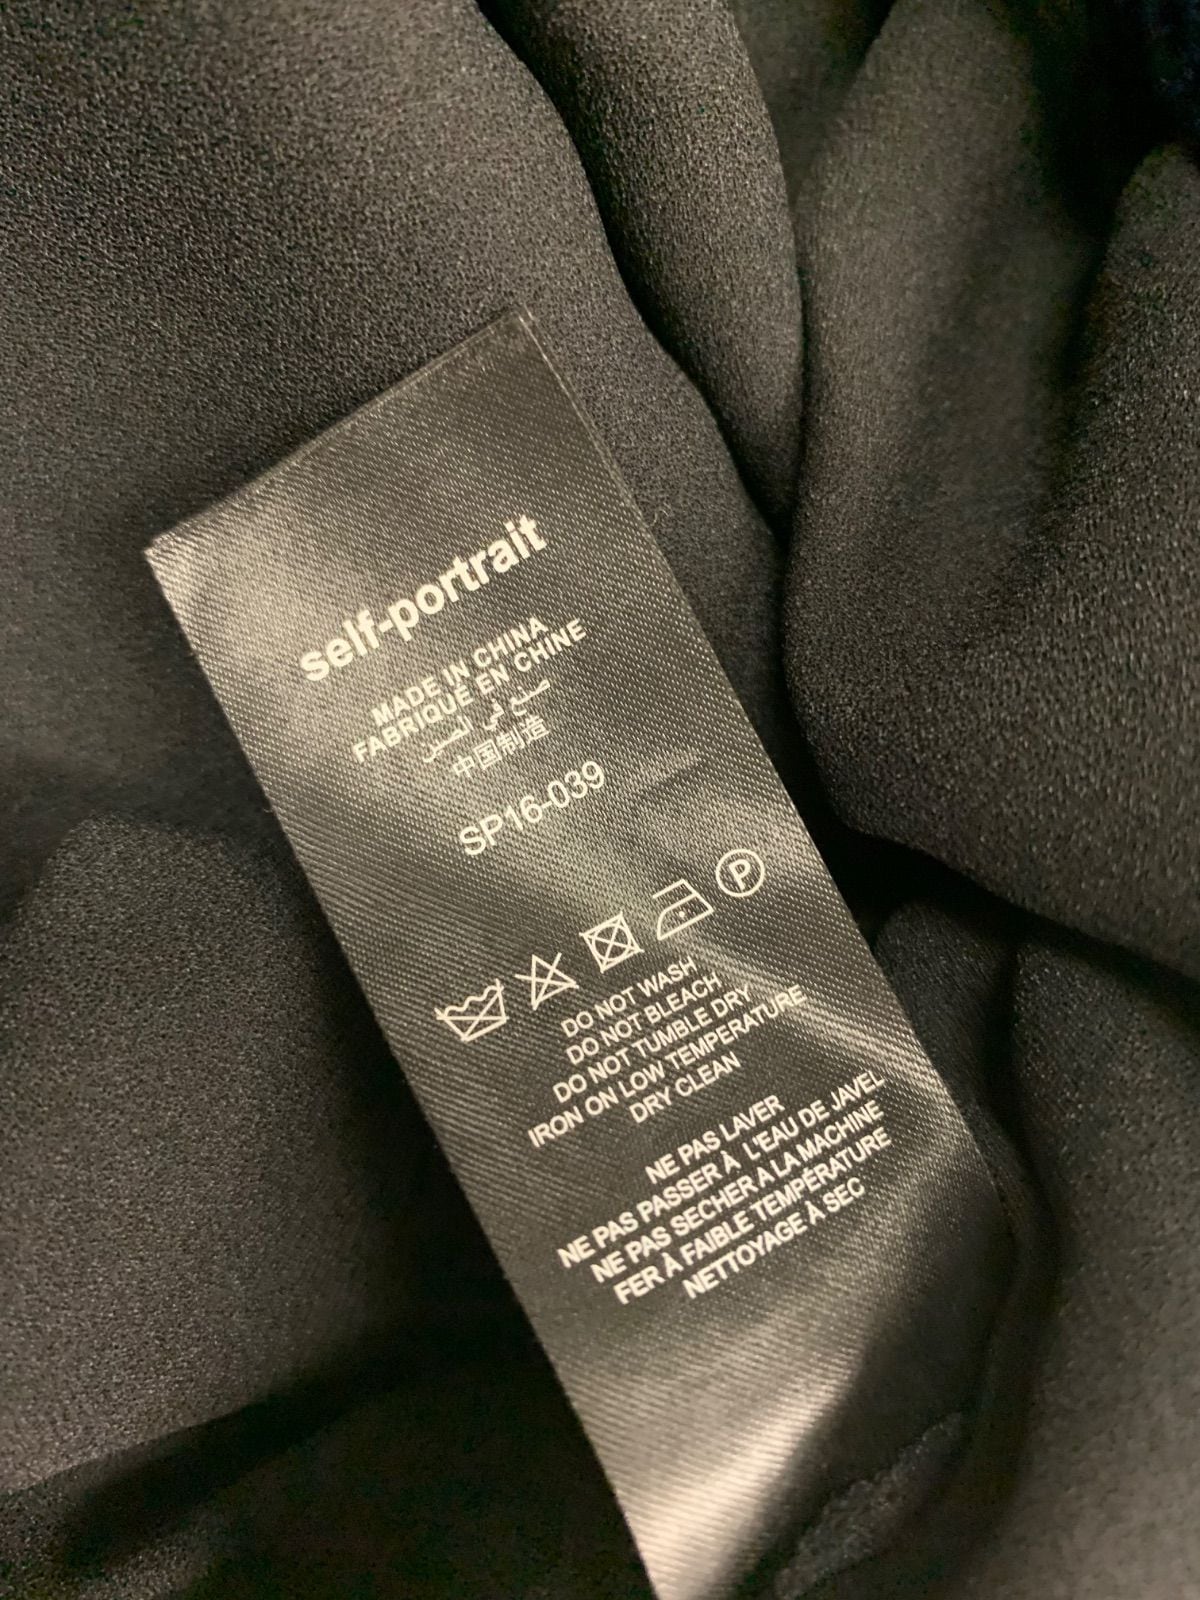 self-portrait
MADE IN CHINA
FABRIQUÉ EN CHINE
صنع في الصين
中国制造
SP16-039
P
DO NOT WASH
DO NOT BLEACH
DO NOT TUMBLE DRY
IRON ON LOW TEMPERATURE
DRY CLEAN
NE PAS LAVER
NE PAS PASSER À L'EAU DE JAVEL
NE PAS SECHER A LA MACHINE
FER À FAIBLE TEMPÉRATURE
NETTOYAGE À SEC